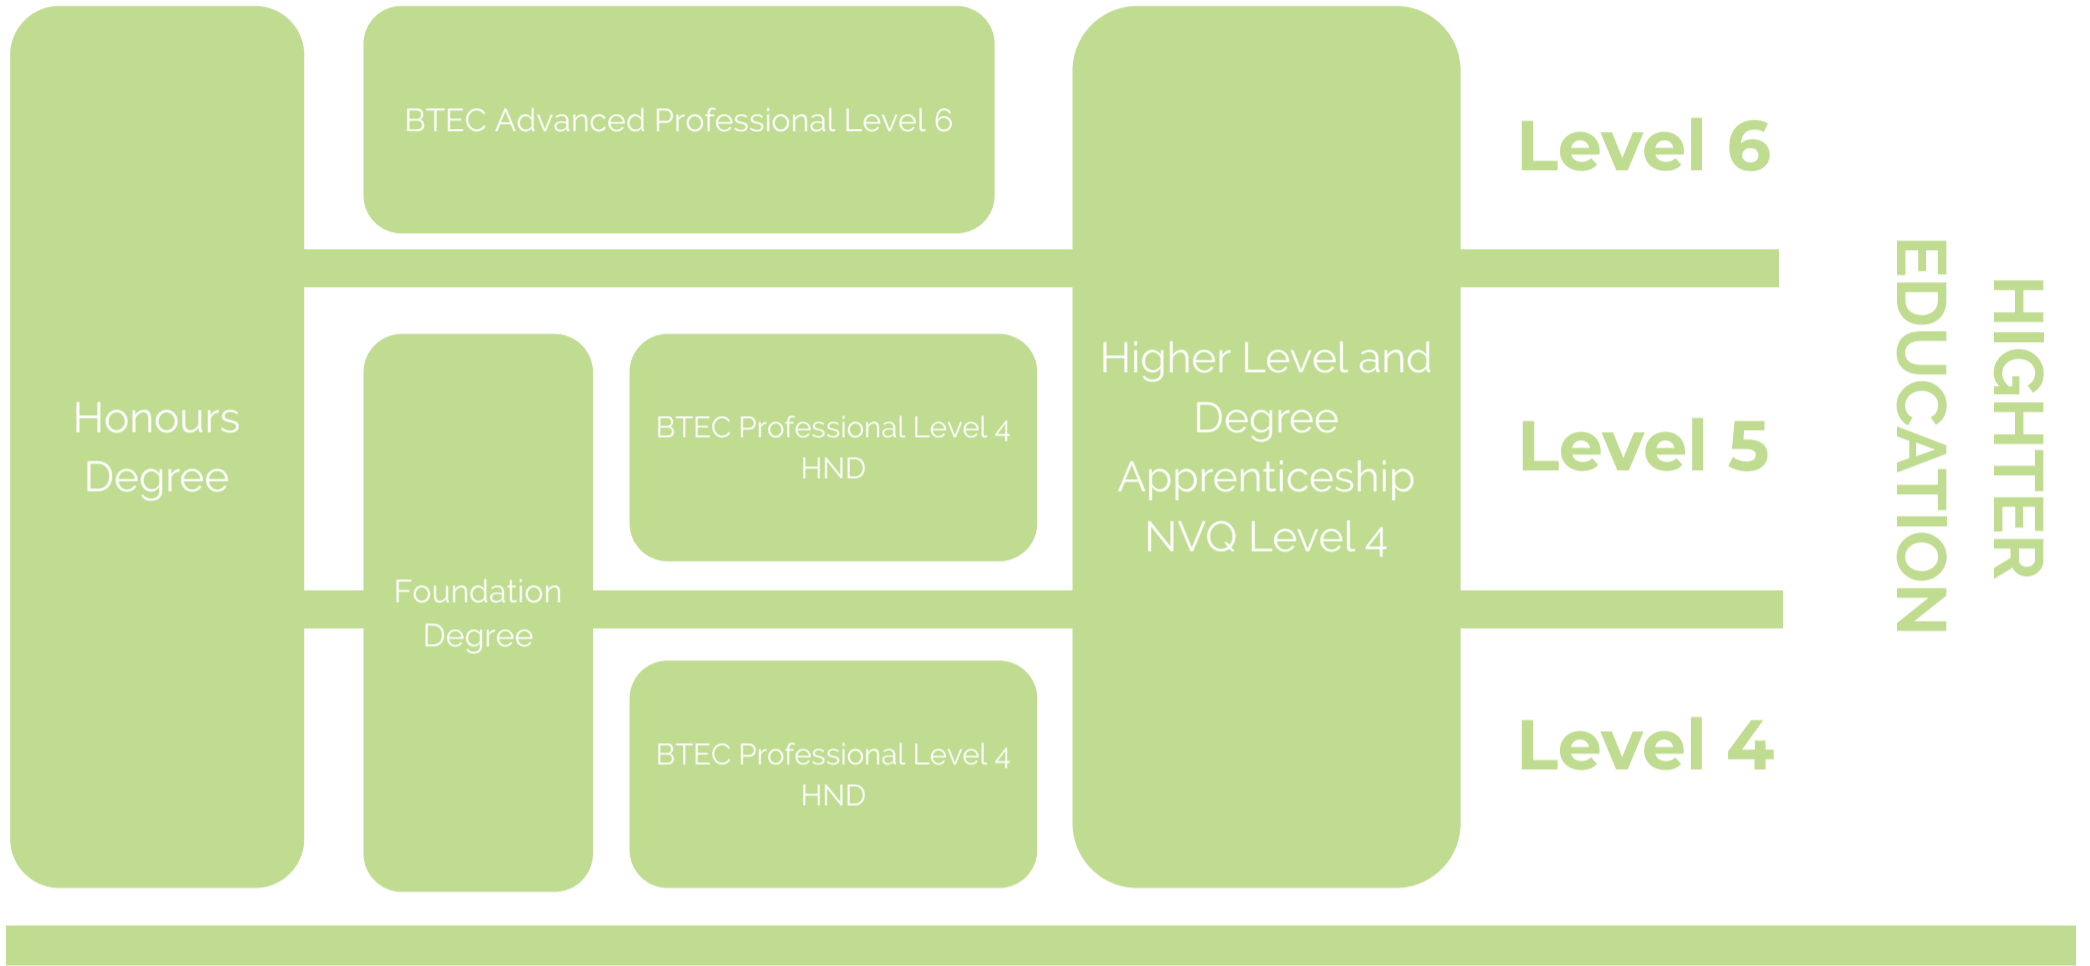 Honours
Degree
BTEC Advanced Professional Level 6
Foundation
Degree
BTEC Professional Level 4
HND
BTEC Professional Level 4
HND
Higher Level and
Degree
Apprenticeship
NVQ Level 4
Level 6
Level 5
Level 4
HIGHTER
EDUCATION